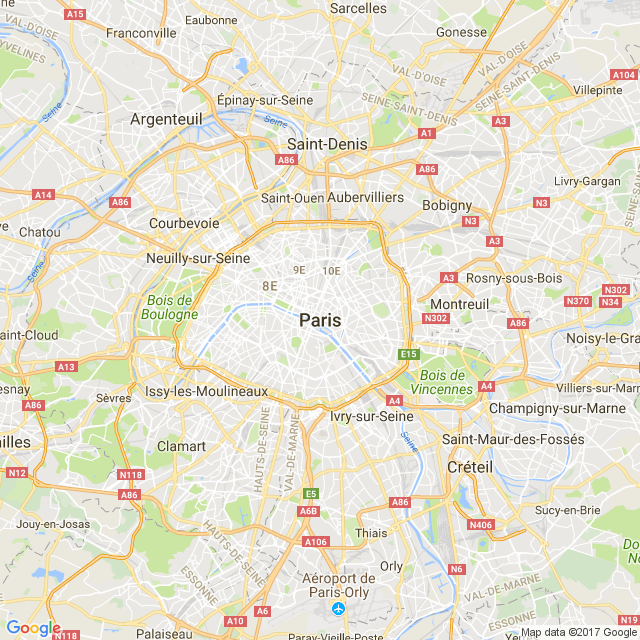 Sarcelles
A15
Eaubonne
Franconville
Gonesse
VAL-D'OISE
YVELINES
VAL-D'OISE
VAL-D'OISE
SEINE-SAINT-DENIS
A104
Villepinte
Épinay-sur-Seine
SEINE-SAINT-DENIS
Seine
Argenteuil
Seine
A3
A1
Saint-Denis
A86
A86
Livry-Gargan
A14
A86
Saint-Ouen
Aubervilliers
Bobigny
N3
N3
Courbevoie
Chatou
A3
Neuilly-sur-Seine
Seine
9E
10E
A3
Rosny-sous-Bois
8E
N302
Bois de
Boulogne
Montreuil
N370
N34
Paris
N302
A86
Saint-Cloud
Noisy-le-Gra
E15
A13
Bois de
Vincennes
Issy-les-Moulineaux
A4
Villiers-sur-Marne
Sèvres
A4
A86
Champigny-sur-Marne
Ivry-sur-Seine
HAUTS-DE-SEINE
VAL-DE-MARNE
Seine
Saint-Maur-des-Fossés
Clamart
Créteil
N12
N118
A86
E5
A86
A6B
Sucy-en-Brie
Jouy-en-Josas
HAUTS-DE-SEINE
N406
Thiais
A106
ESSONNE
Orly
N6
Aéroport de
Paris-Orly
VAL-DE-MARNE
ESSONNE
A6
A10
N19
Google
N118
Palaiseau
Paray-Vieille-Poste
Map data ©2017 Google